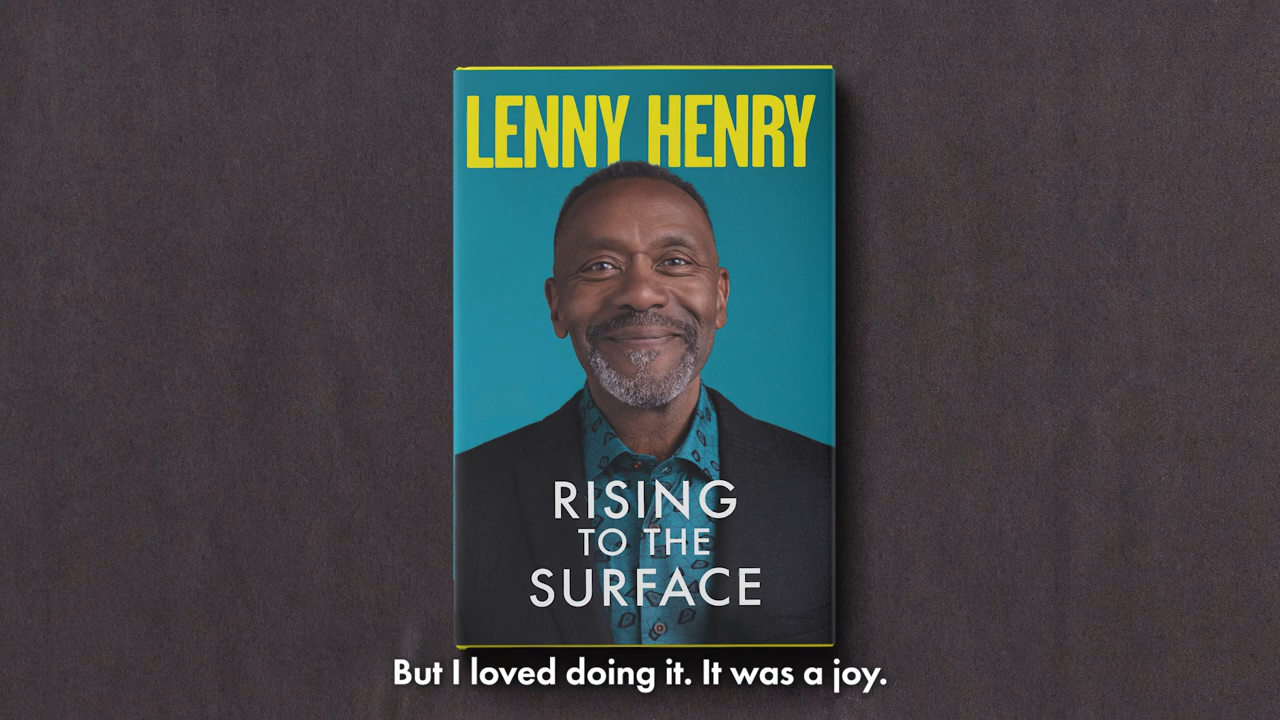 LENNY HENRY
RISING
TO THE
SURFACE
But I loved doing it. It was a joy.